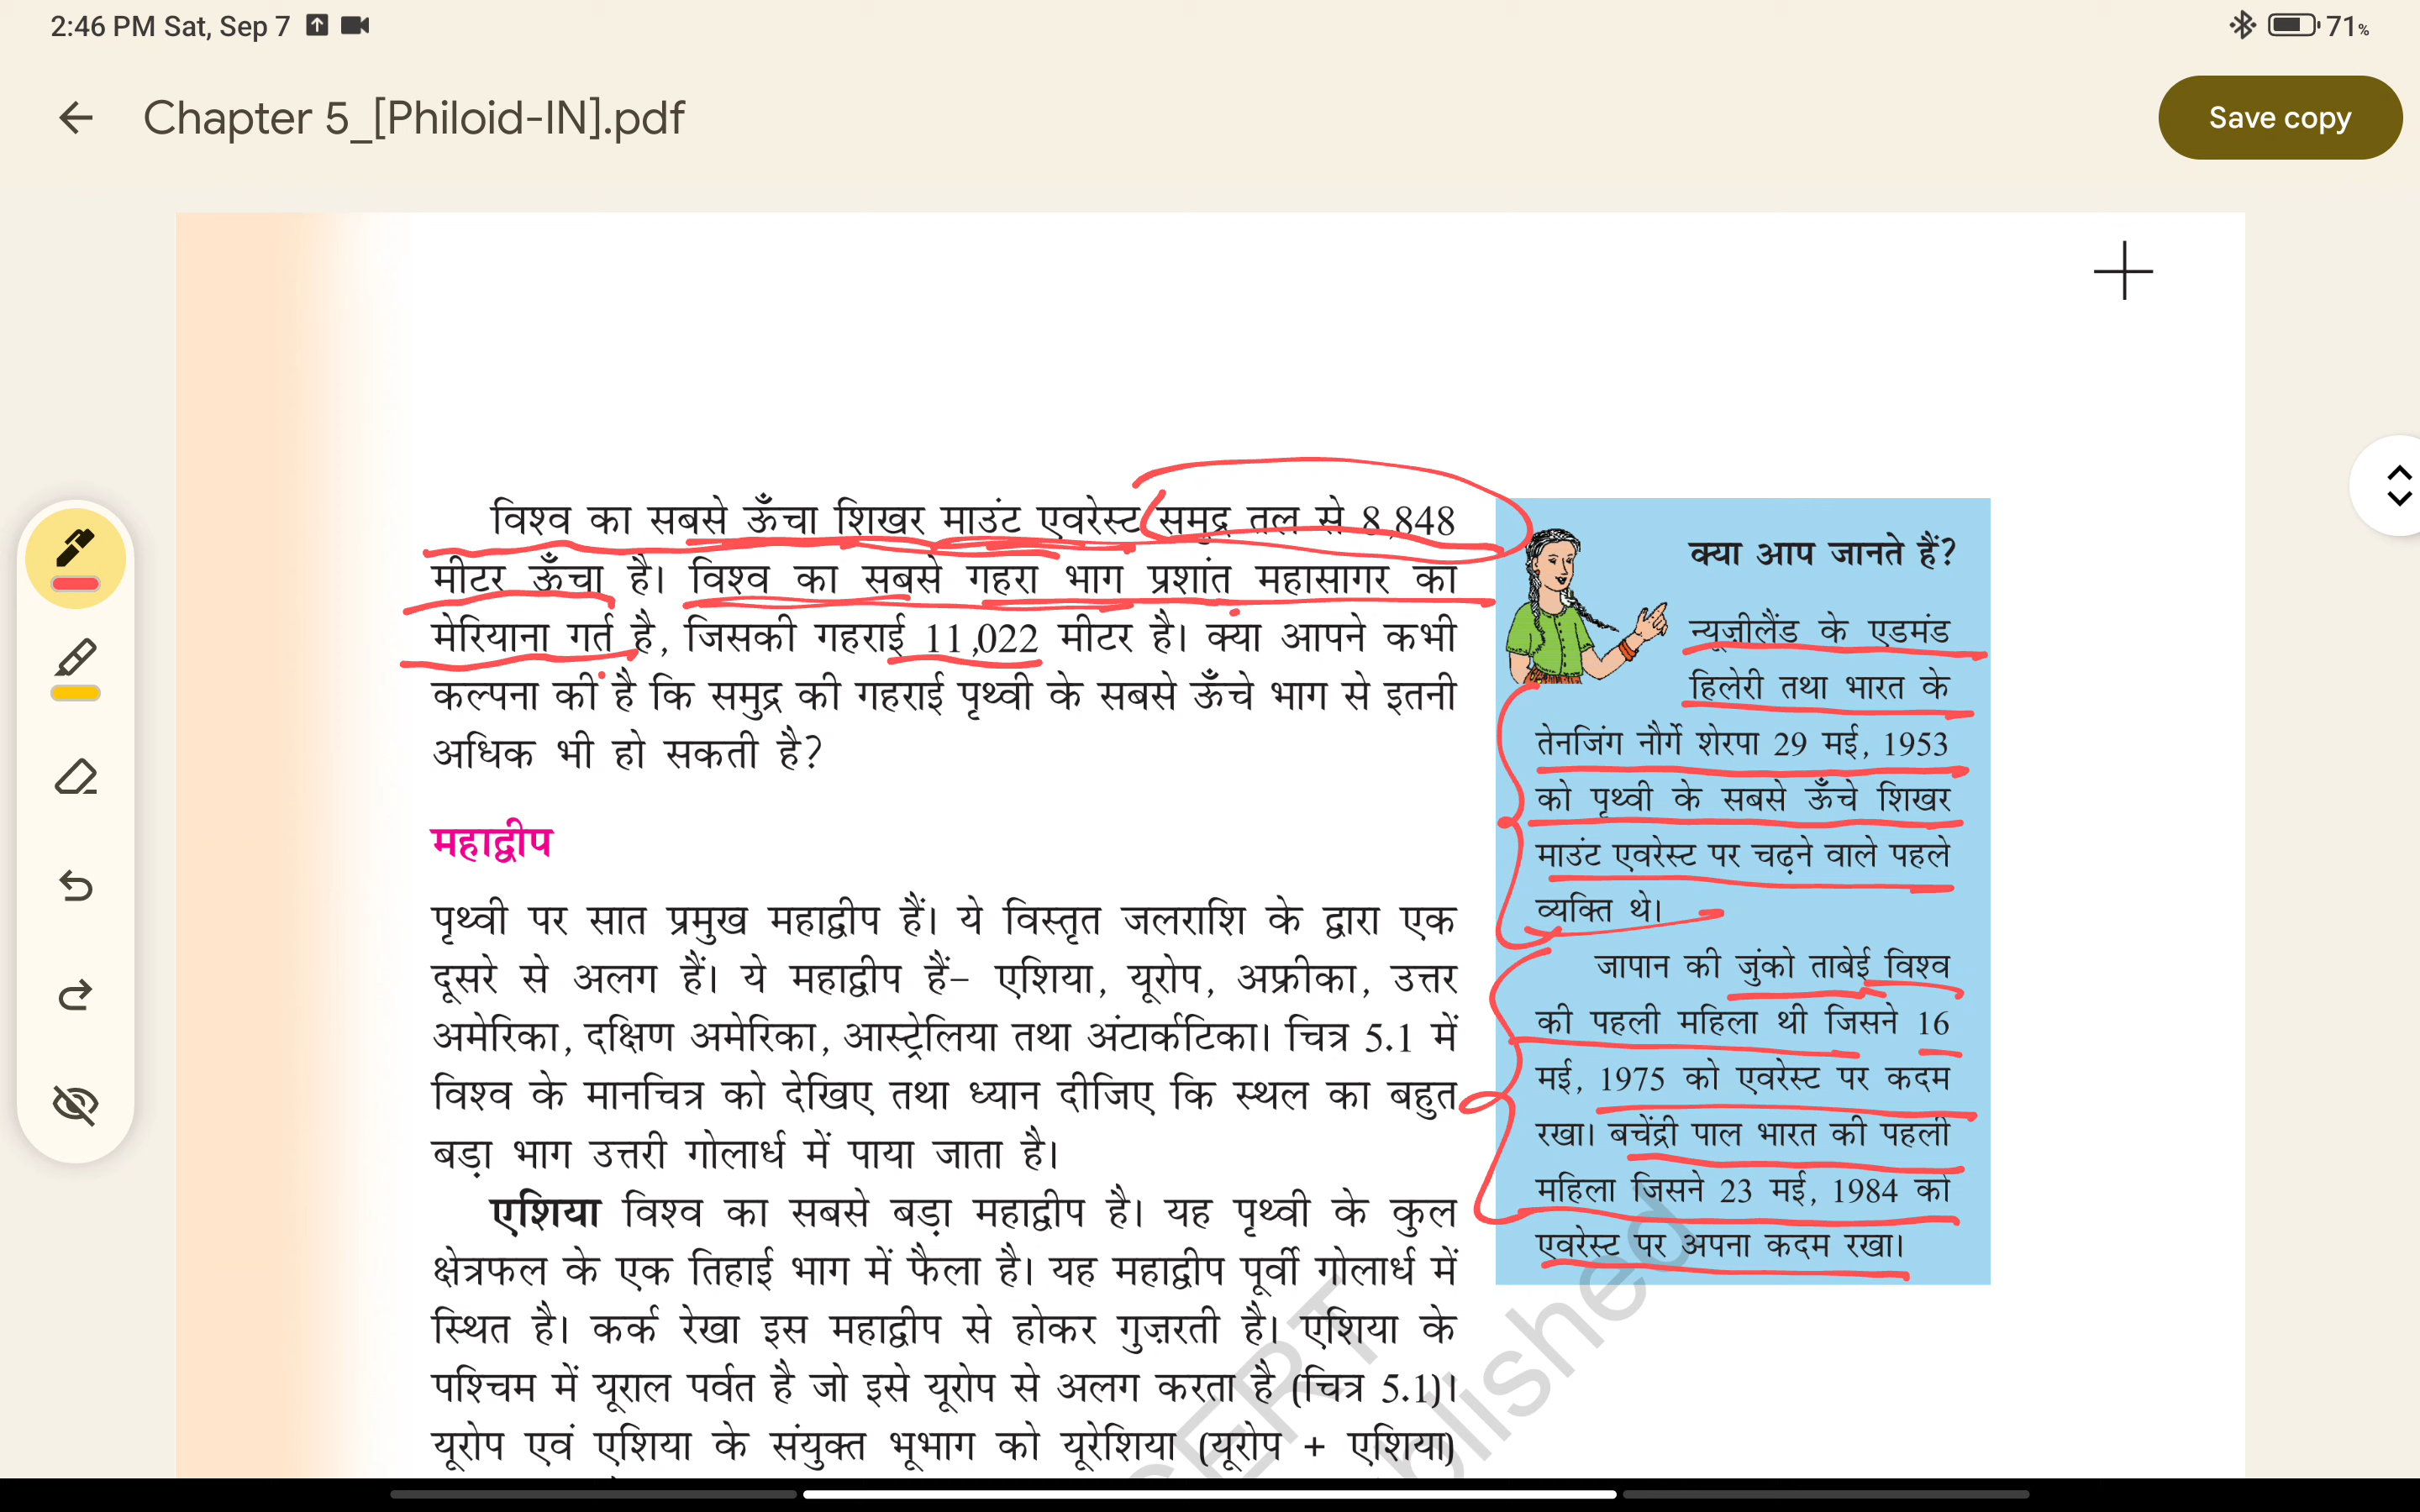 2:46 PM Sat, Sep 7
71%
Chapter 5_[Philoid-IN].pdf
Save copy
विश्व का सबसे ऊँचा शिखर माउंट एवरेस्ट समुद्र तल से 8,848
मीटर ऊँचा है। विश्व का सबसे गहरा भाग प्रशांत महासागर का
मेरियाना गर्त है, जिसकी गहराई 11,022 मीटर है। क्या आपने कभी
कल्पना की है कि समुद्र की गहराई पृथ्वी के सबसे ऊँचे भाग से इतनी
अधिक भी हो सकती है?
महाद्वीप
पृथ्वी पर सात प्रमुख महाद्वीप हैं। ये विस्तृत जलराशि के द्वारा एक
दूसरे से अलग हैं। ये महाद्वीप हैं– एशिया, यूरोप, अफ्रीका, उत्तर
अमेरिका, दक्षिण अमेरिका, आस्ट्रेलिया तथा अंटार्कटिका। चित्र 5.1 में
विश्व के मानचित्र को देखिए तथा ध्यान दीजिए कि स्थल का बहुत
बड़ा भाग उत्तरी गोलार्ध में पाया जाता है।
एशिया विश्व का सबसे बड़ा महाद्वीप है। यह पृथ्वी के कुल
क्षेत्रफल के एक तिहाई भाग में फैला है। यह महाद्वीप पूर्वी गोलार्ध में
स्थित है। कर्क रेखा इस महाद्वीप से होकर गुज़रती है। एशिया के
पश्चिम में यूराल पर्वत है जो इसे यूरोप से अलग करता है (चित्र 5.1)।
यूरोप एवं एशिया के संयुक्त भूभाग को यूरेशिया (यूरोप + एशिया)
क्या आप जानते हैं?
न्यूज़ीलैंड के एडमंड
हिलेरी तथा भारत के
तेनजिंग नौर्गे शेरपा 29 मई, 1953
को पृथ्वी के सबसे ऊँचे शिखर
माउंट एवरेस्ट पर चढ़ने वाले पहले
व्यक्ति थे।
जापान की जुंको ताबेई विश्व
की पहली महिला थी जिसने 16
मई, 1975 को एवरेस्ट पर कदम
रखा। बचेंद्री पाल भारत की पहली
महिला जिसने 23 मई, 1984 को
एवरेस्ट पर अपना कदम रखा।